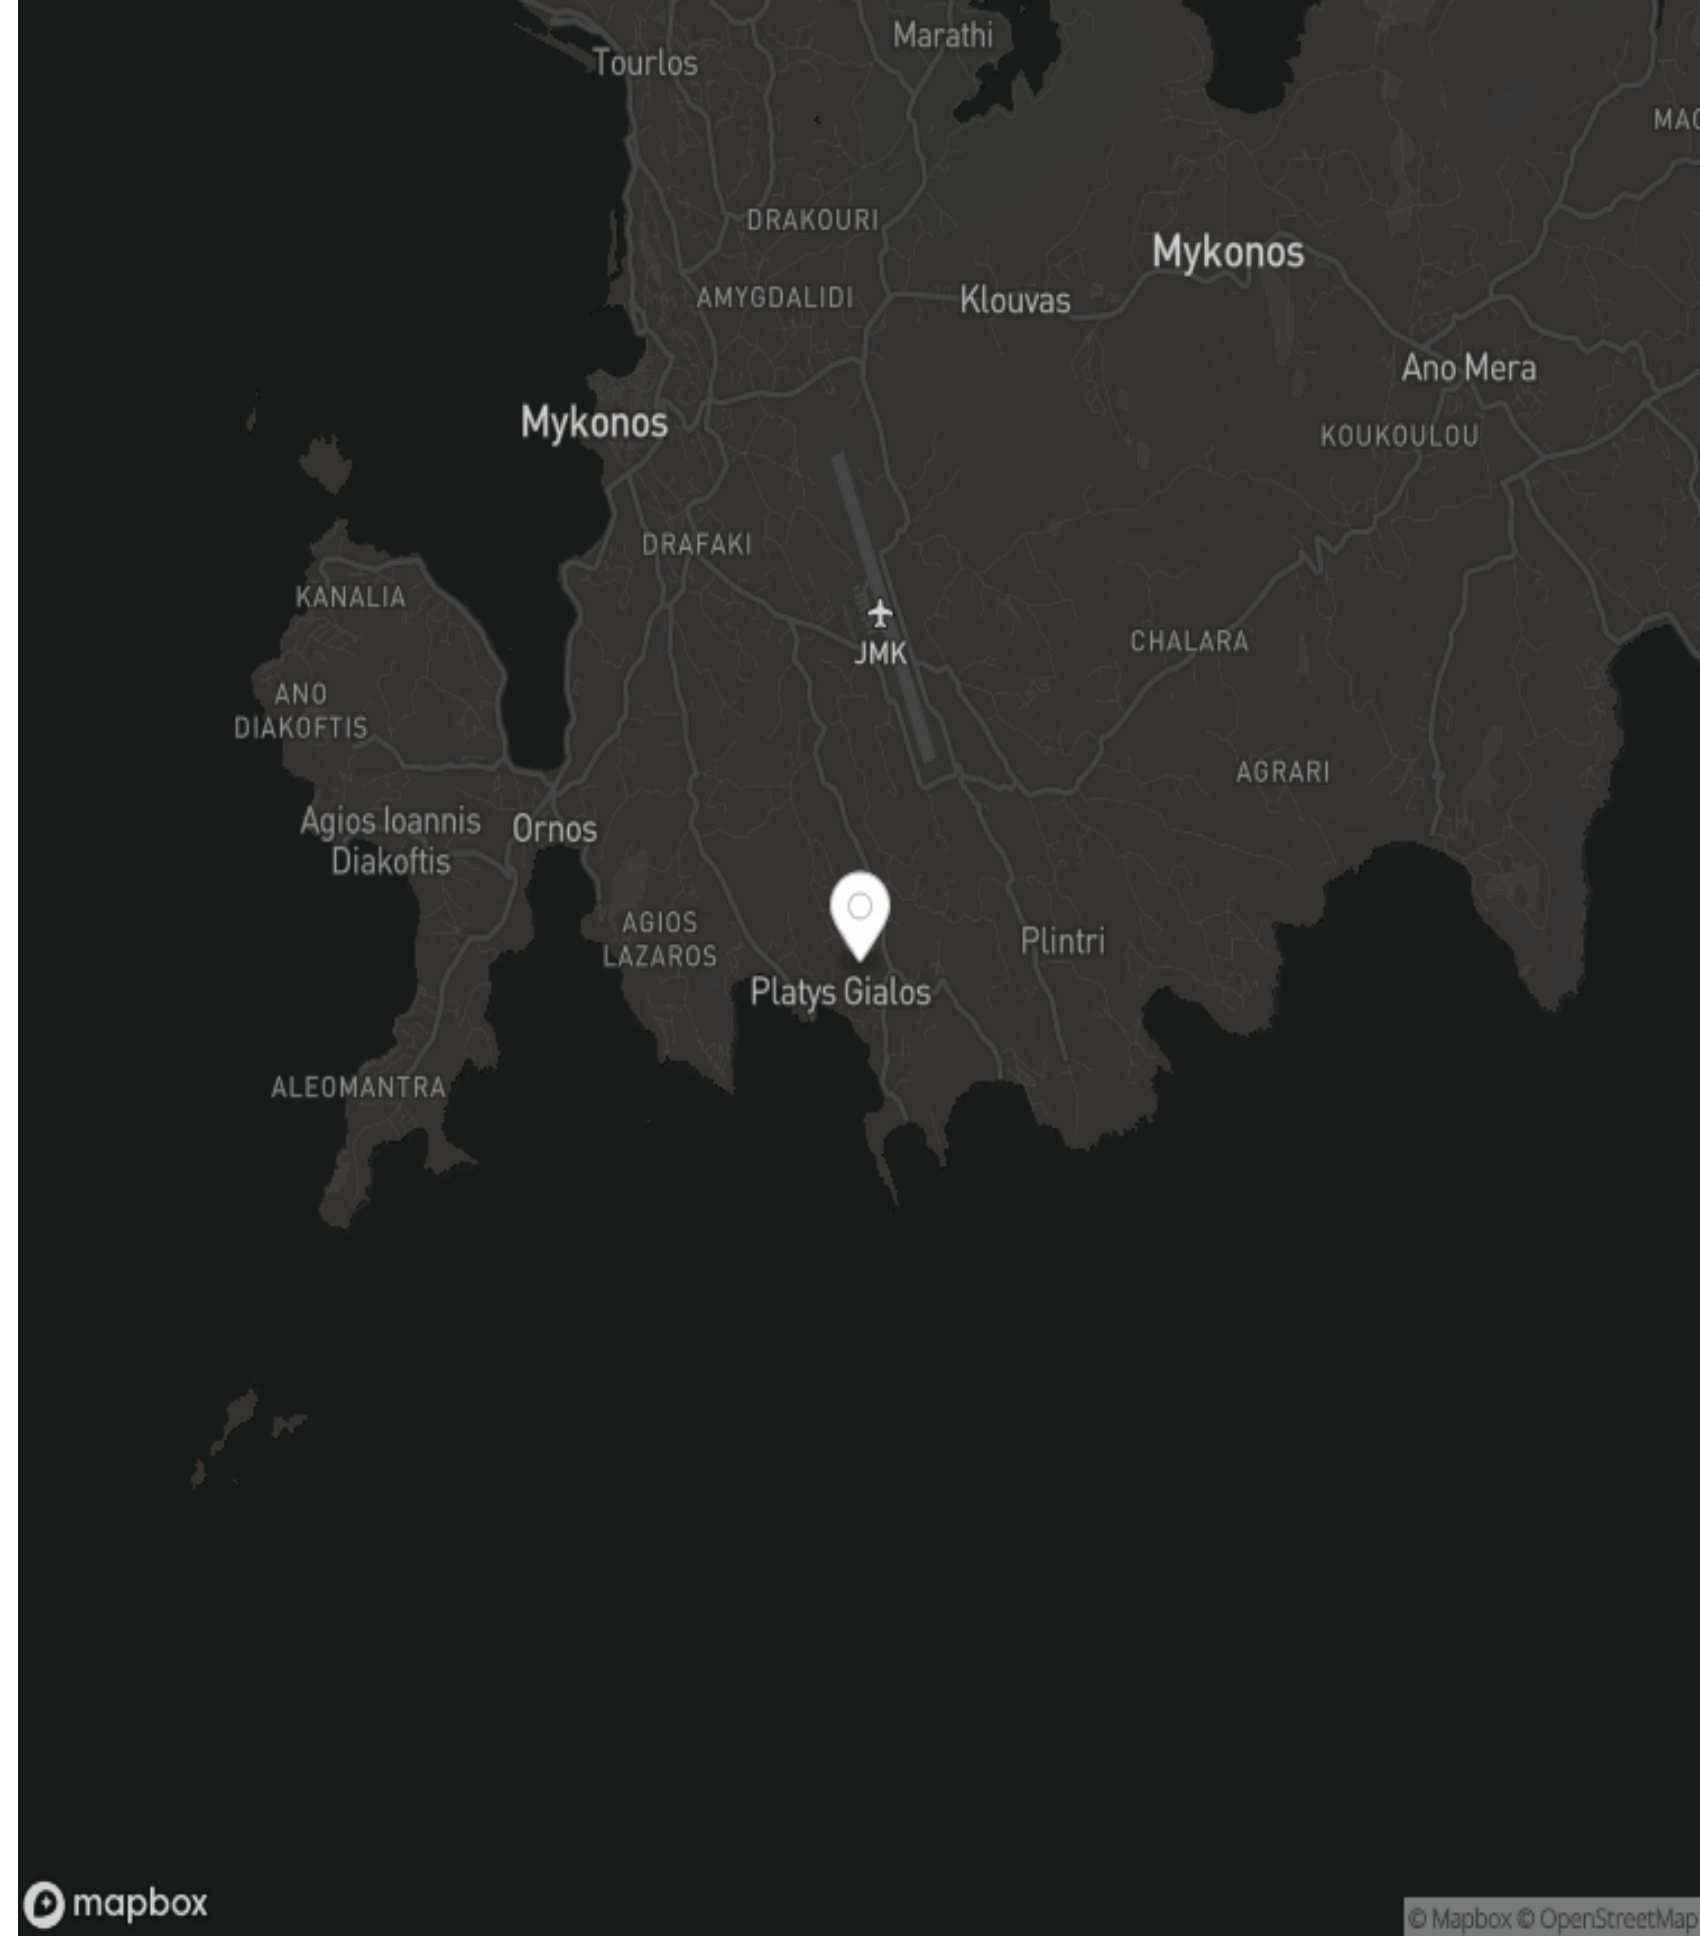 Marathi
Tourlos
MAO
DRAKOURI
Mykonos
AMYGDALIDI
Klouvas
Ano Mera
Mykonos
KOUKOULOU
DRAFAKI
KANALIA
JMK
CHALARA
ANO
DIAKOFTIS
AGRARI
Agios Ioannis
Diakoftis
Ornos
AGIOS
LAZAROS
Plintri
Platys Gialos
ALEOMANTRA
mapbox
© Mapbox © OpenStreetMap